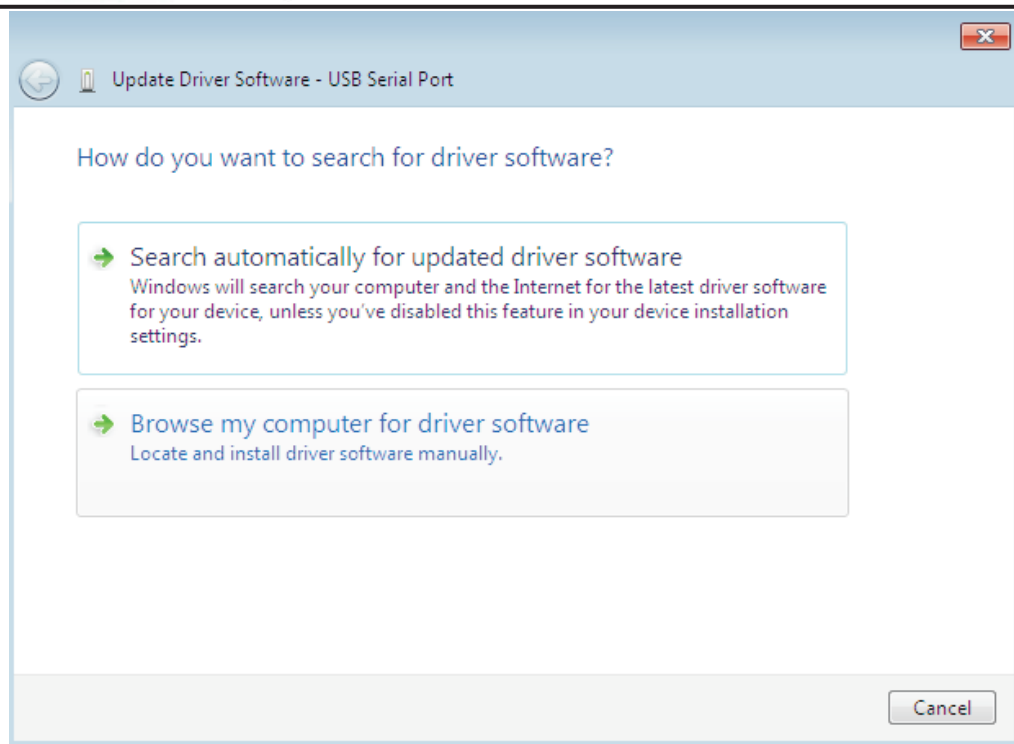 Update Driver Software - USB Serial Port
How do you want to search for driver software?
Search automatically for updated driver software
Windows will search your computer and the Internet for the latest driver software
for your device, unless you've disabled this feature in your device installation
settings.
Browse my computer for driver software
Locate and install driver software manually.
Cancel